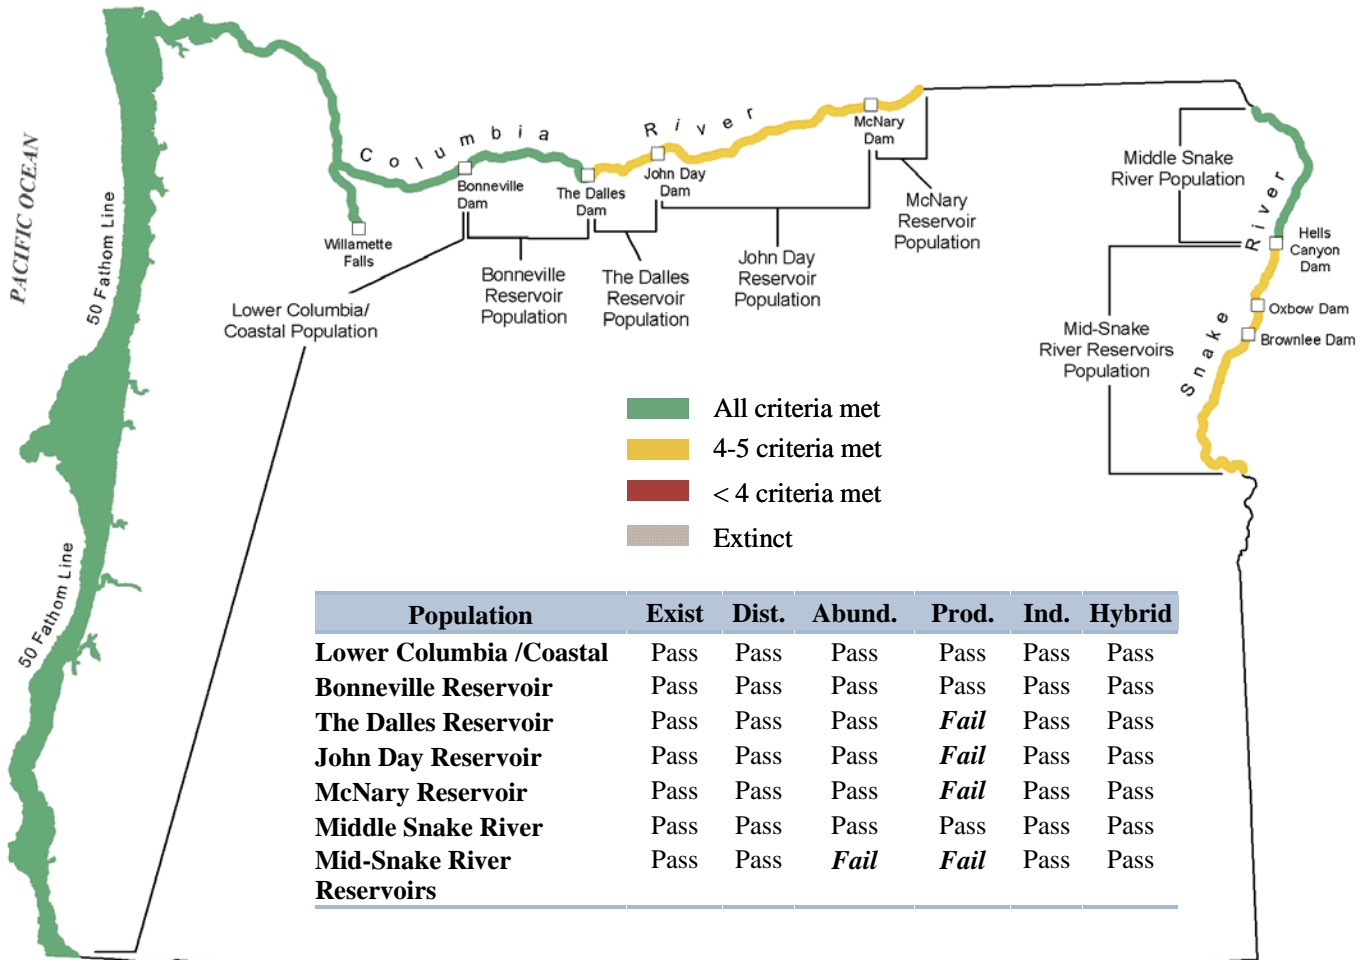 PACIFIC OCEAN
50 Fathom Line
50 Fathom Line
Columbia River
Willamette
Falls
Bonneville
Dam
The Dalles
Dam
John Day
Dam
McNary
Dam
Lower Columbia/
Coastal Population
Bonneville
Reservoir
Population
The Dalles
Reservoir
Population
John Day
Reservoir
Population
McNary
Reservoir
Population
Middle Snake
River Population
Snake River
Hells
Canyon
Dam
Oxbow Dam
Brownlee Dam
Mid-Snake
River Reservoirs
Population
All criteria met
4-5 criteria met
< 4 criteria met
Extinct
Population Exist Dist. Abund. Prod. Ind. Hybrid
Lower Columbia /Coastal Pass Pass Pass Pass Pass Pass
Bonneville Reservoir Pass Pass Pass Pass Pass Pass
The Dalles Reservoir Pass Pass Pass Fail Pass Pass
John Day Reservoir Pass Pass Pass Fail Pass Pass
McNary Reservoir Pass Pass Pass Fail Pass Pass
Middle Snake River Pass Pass Pass Pass Pass Pass
Mid-Snake River Pass Pass Fail Fail Pass Pass
Reservoirs